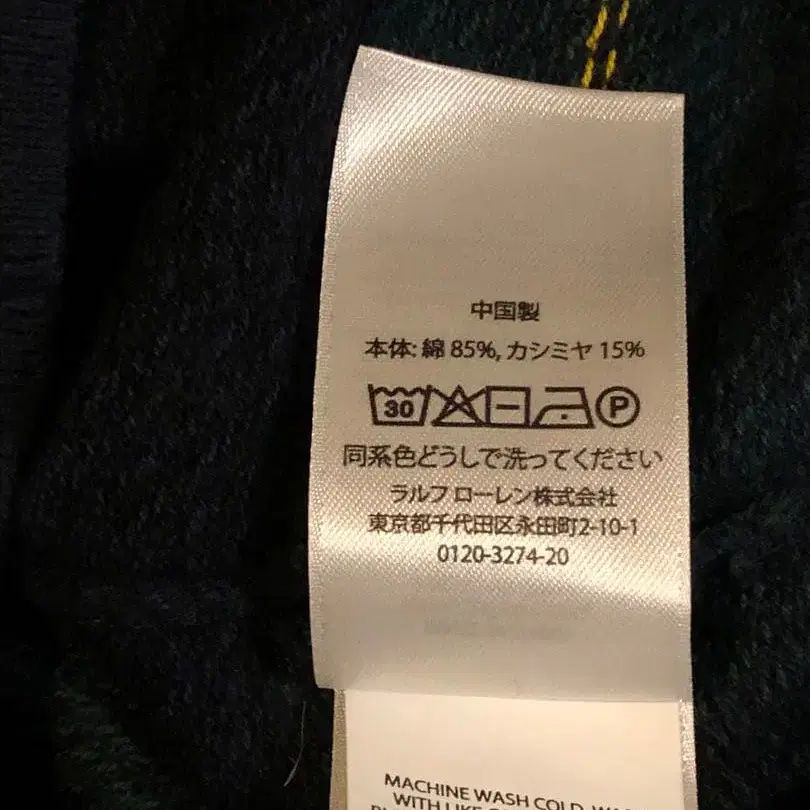 中国製
本体: 綿 85%, カシミヤ 15%
30 P
同系色どうしで洗ってください
ラルフ ローレン株式会社
東京都千代田区永田町2-10-1
0120-3274-20
MACHINE WASH COLD
WITH LIKE